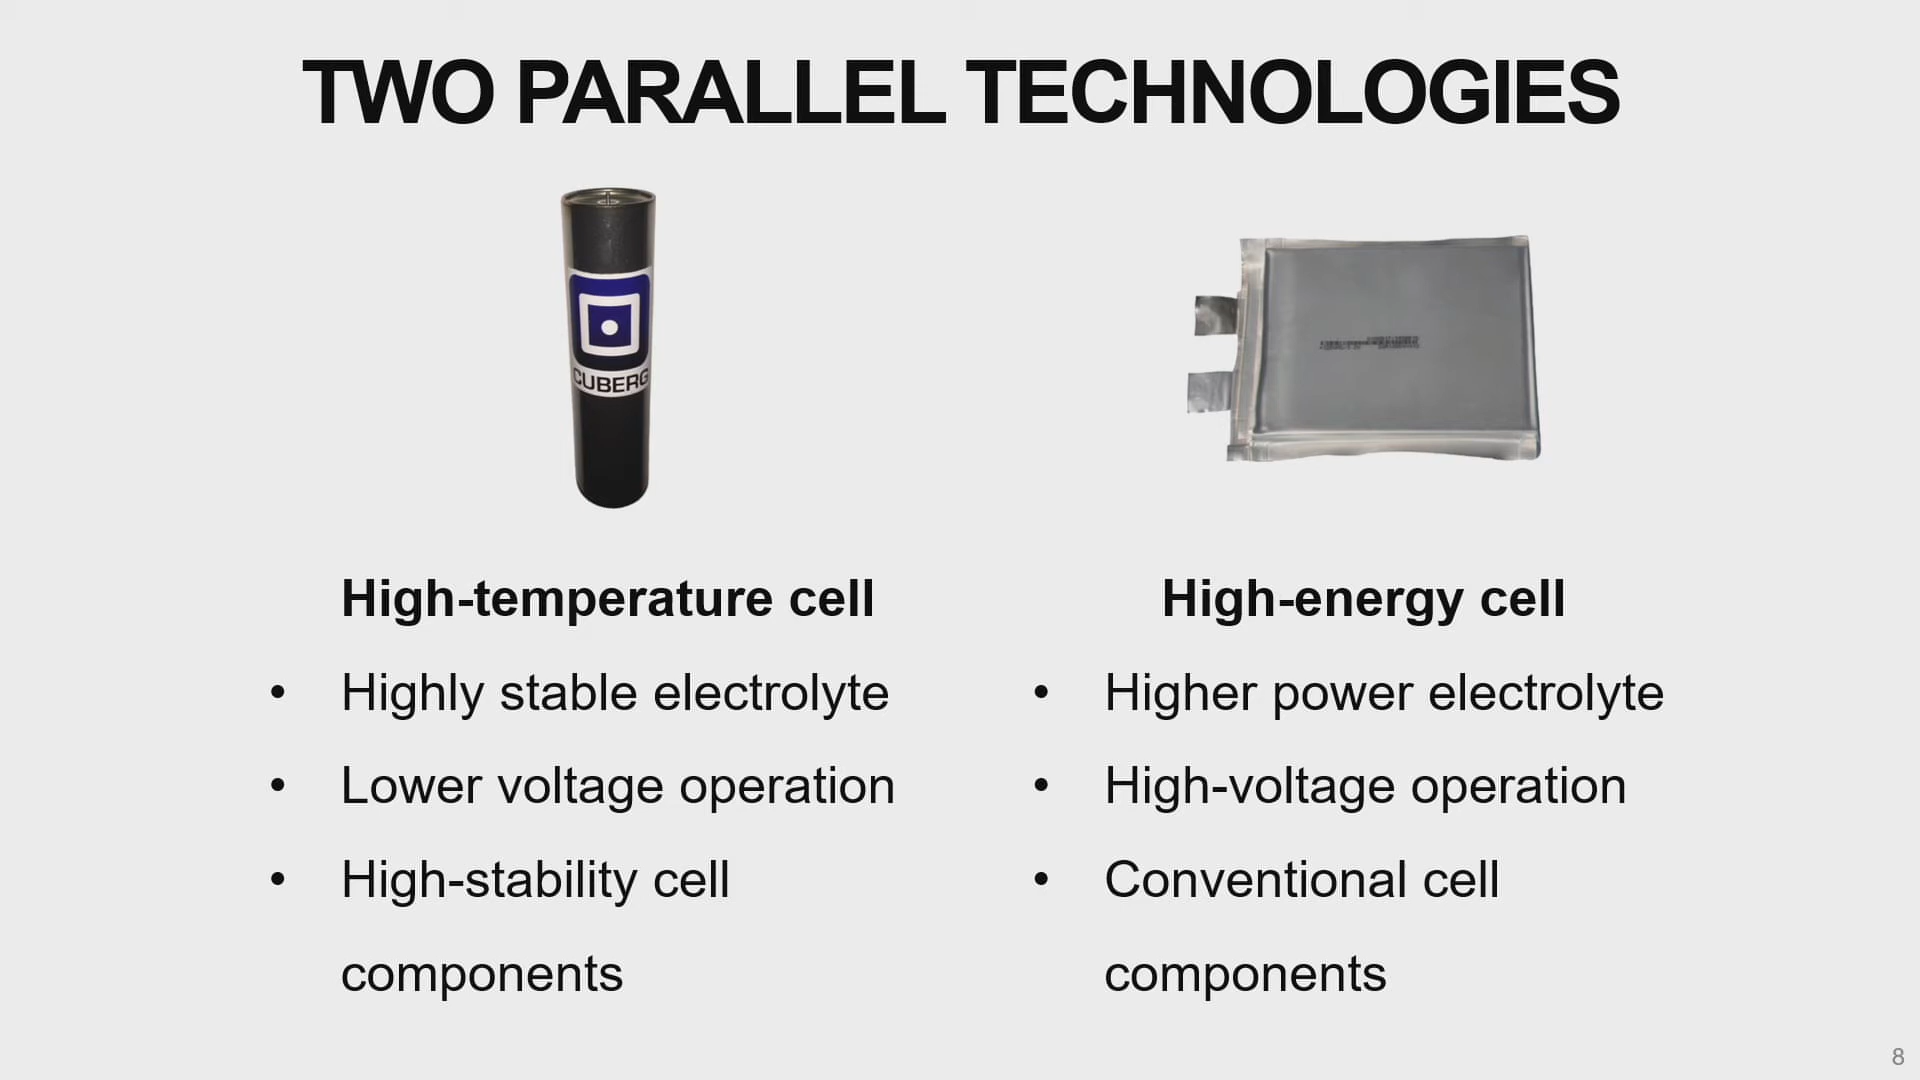 TWO PARALLEL TECHNOLOGIES
CUBERG
High-temperature cell
• Highly stable electrolyte
• Lower voltage operation
• High-stability cell
components
High-energy cell
• Higher power electrolyte
• High-voltage operation
• Conventional cell
components
8